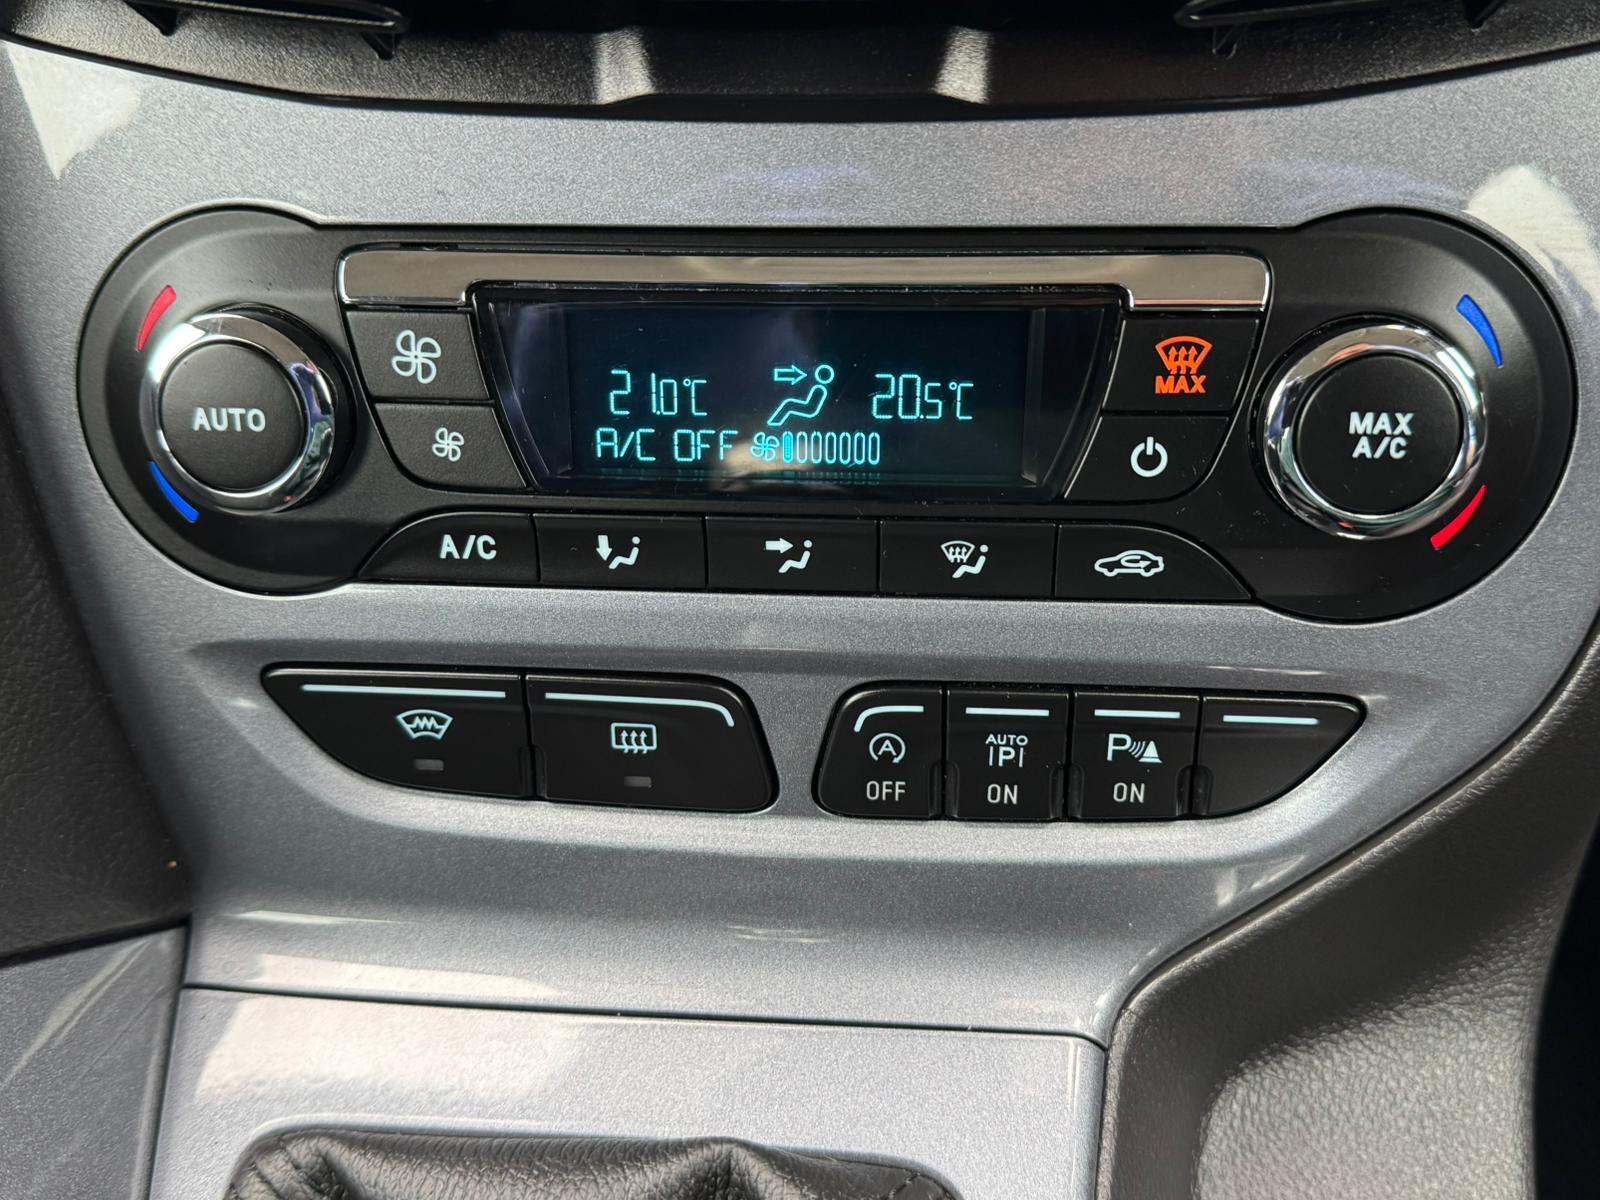 21.0°C 20.5°C
A/C OFF
AUTO
MAX
MAX
A/C
A/C
OFF
AUTO
P
ON
P
ON